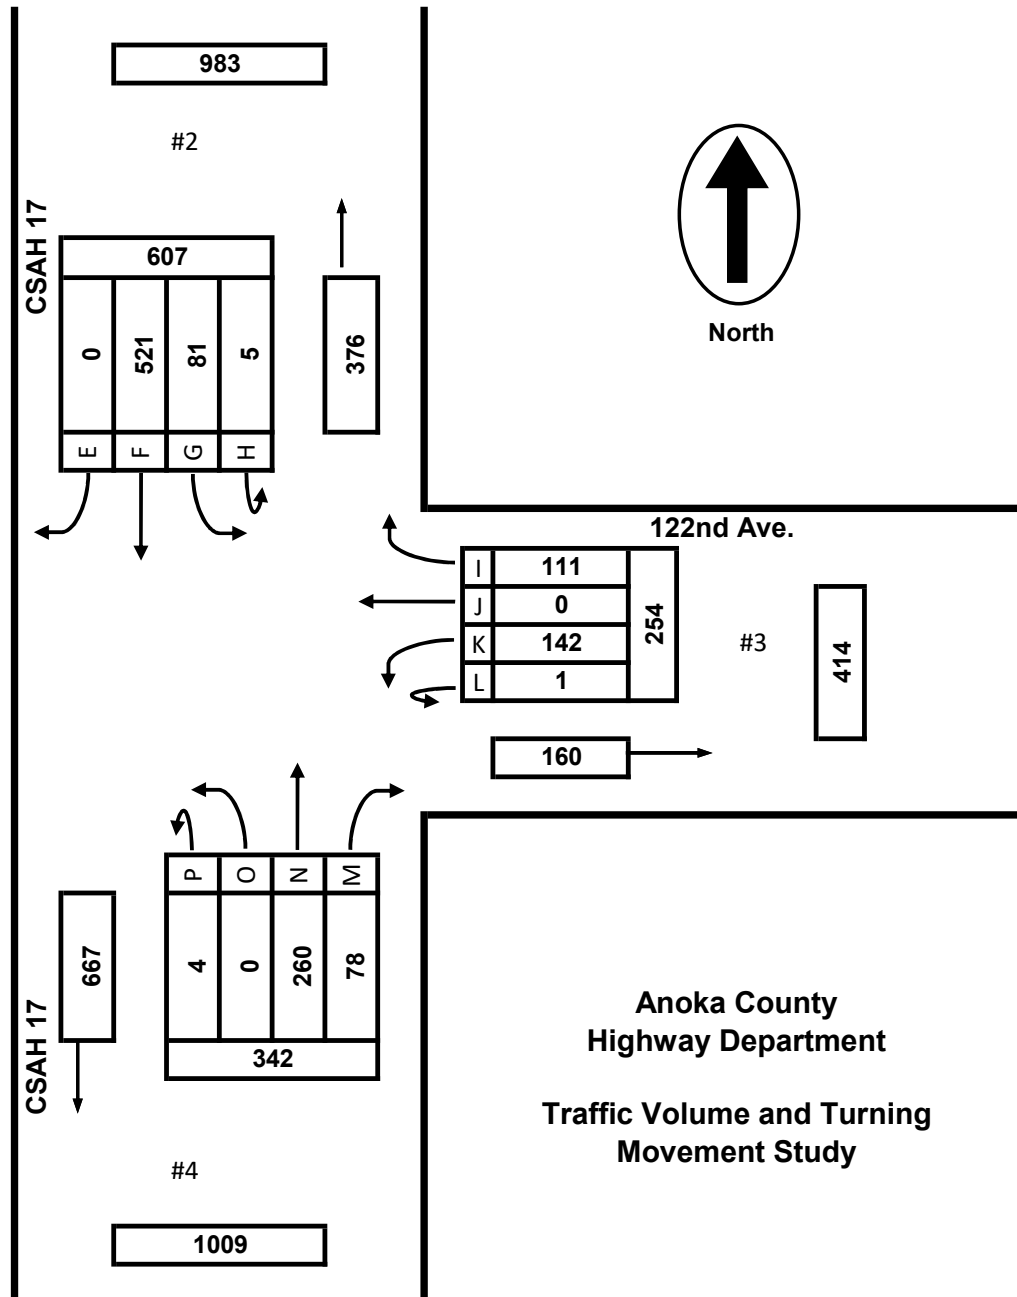 983
#2
CSAH 17
607
0
521
81
5
E
F
G
H
376
North
122nd Ave.
I
111
J
0
K
142
L
1
254
#3
414
160
P
O
N
M
4
0
260
78
342
667
CSAH 17
#4
1009
Anoka County
Highway Department
Traffic Volume and Turning
Movement Study